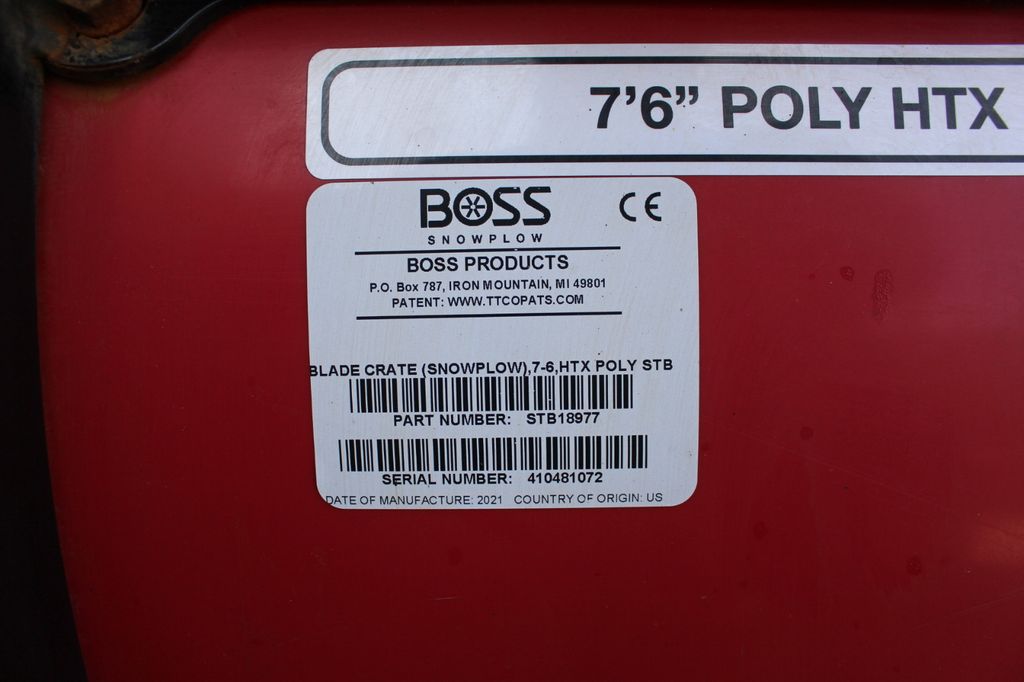 7’6” POLY HTX
BOSS
SNOWPLOW
CE
BOSS PRODUCTS
P.O. Box 787, IRON MOUNTAIN, MI 49801
PATENT: WWW.TTCOPATS.COM
BLADE CRATE (SNOWPLOW),7-6,HTX POLY STB
PART NUMBER: STB18977
SERIAL NUMBER: 410481072
DATE OF MANUFACTURE: 2021 COUNTRY OF ORIGIN: US